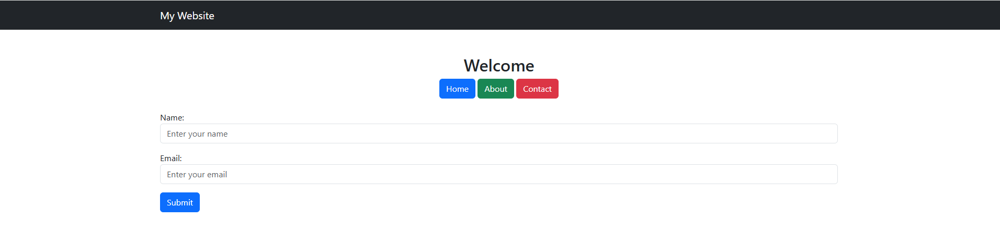 My Website
Welcome
Home About Contact
Name:
Enter your name
Email:
Enter your email
Submit